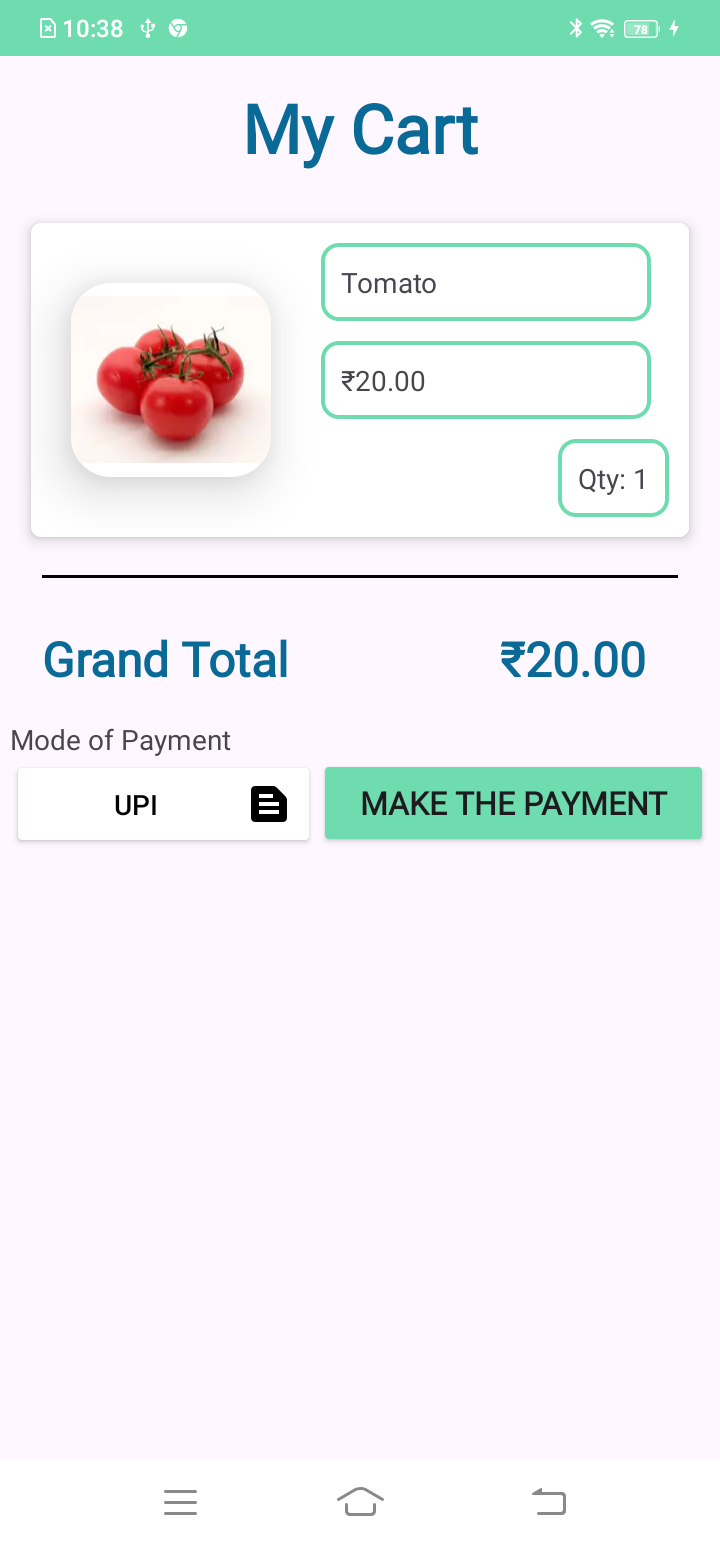 10:38
78
My Cart
Tomato
₹20.00
Qty: 1
Grand Total ₹20.00
Mode of Payment
UPI
MAKE THE PAYMENT